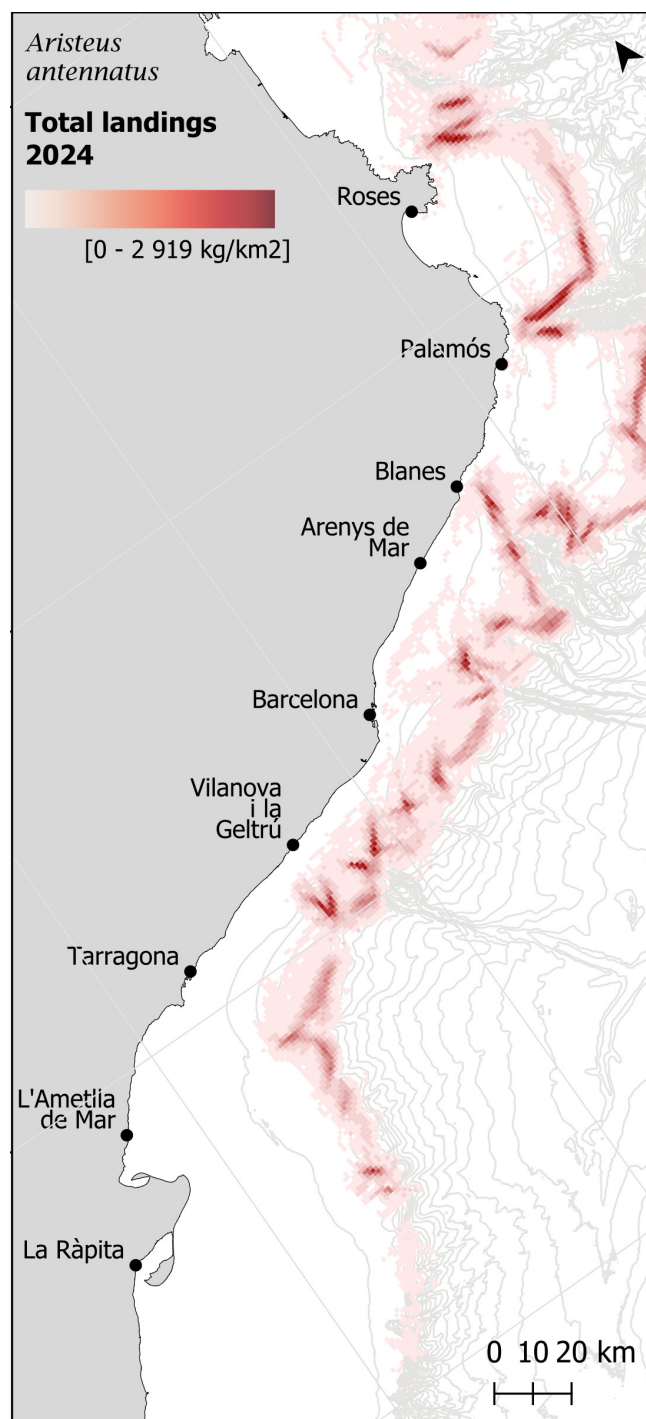 Aristeus
antennatus
Total landings
2024
[0 - 2 919 kg/km2]
Roses
Palamós
Blanes
Arenys de
Mar
Barcelona
Vilanova
i la
Geltrú
Tarragona
L'Ametlla
de Mar
La Ràpita
0 10 20 km